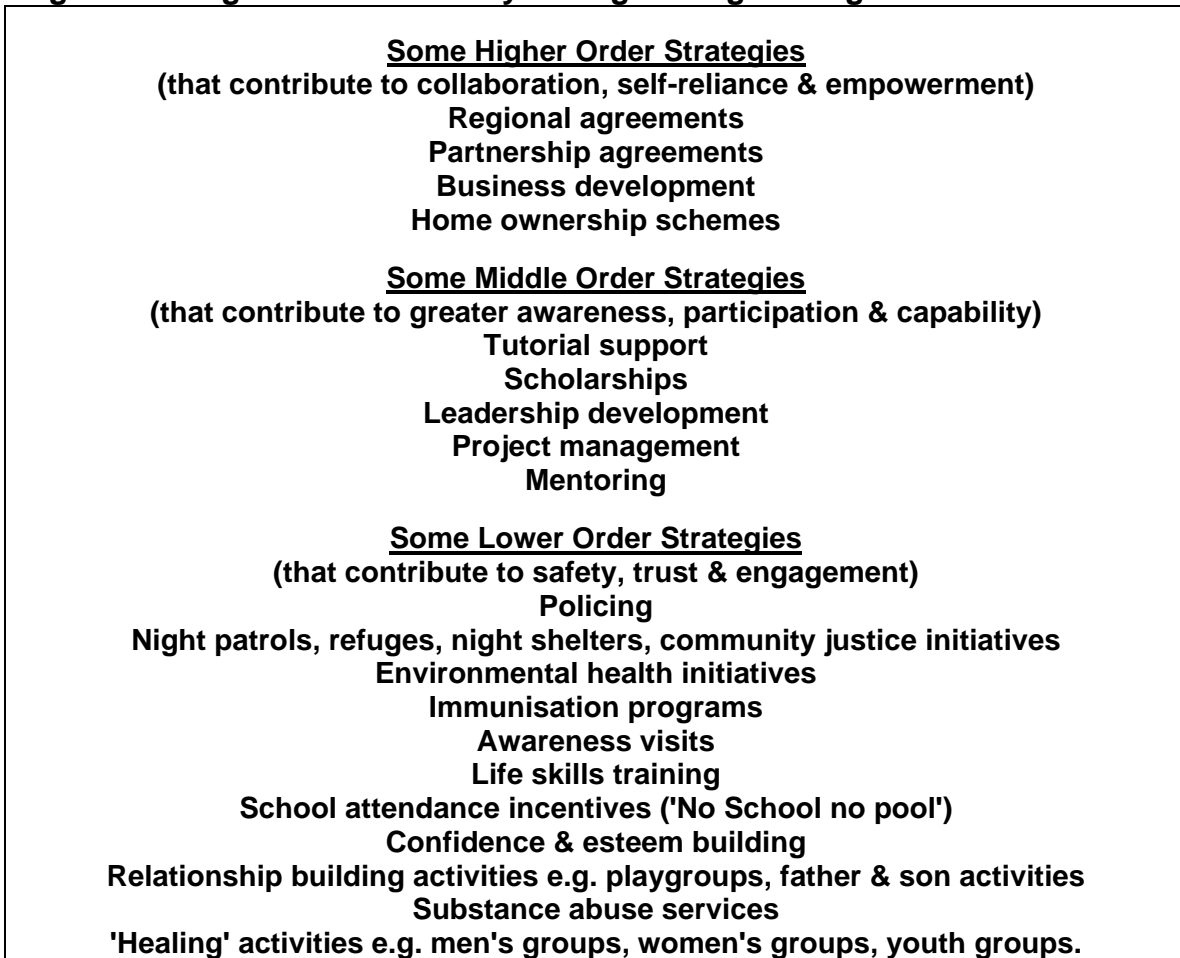 Some Higher Order Strategies
(that contribute to collaboration, self-reliance & empowerment)
Regional agreements
Partnership agreements
Business development
Home ownership schemes
Some Middle Order Strategies
(that contribute to greater awareness, participation & capability)
Tutorial support
Scholarships
Leadership development
Project management
Mentoring
Some Lower Order Strategies
(that contribute to safety, trust & engagement)
Policing
Night patrols, refuges, night shelters, community justice initiatives
Environmental health initiatives
Immunisation programs
Awareness visits
Life skills training
School attendance incentives ('No School no pool')
Confidence & esteem building
Relationship building activities e.g. playgroups, father & son activities
Substance abuse services
'Healing' activities e.g. men's groups, women's groups, youth groups.